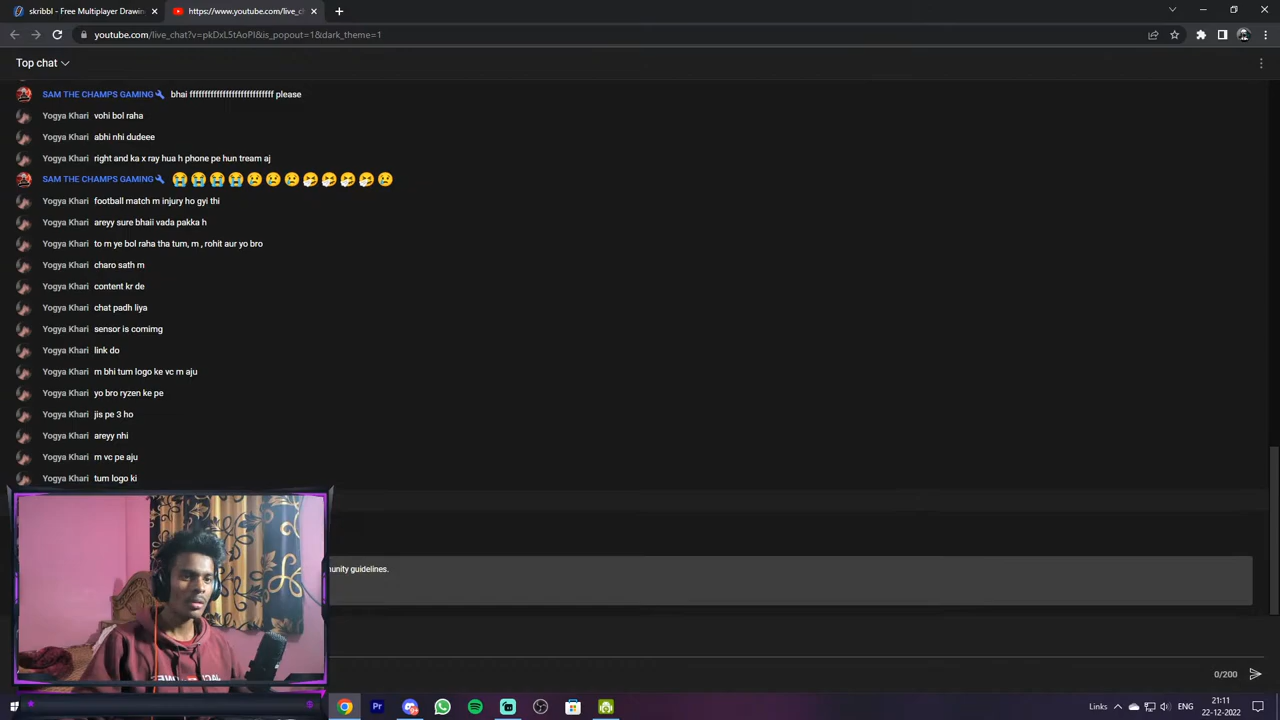 skribbl - Free Multiplayer Drawin
https://www.youtube.com/live_c
youtube.com/live_chat?v=pkDxL5tAoPI&is_popout=1&dark_theme=1
Top chat
SAM THE CHAMPS GAMING bhai ffffffffffffffffffffffffffff please
Yogya Khari vohi bol raha
Yogya Khari abhi nhi dudeee
Yogya Khari right and ka x ray hua h phone pe hun tream aj
SAM THE CHAMPS GAMING 😭😭😭😭😢😢😢🤧🤧🤧🤧😢
Yogya Khari football match m injury ho gyi thi
Yogya Khari areyy sure bhaii vada pakka h
Yogya Khari to m ye bol raha tha tum, m , rohit aur yo bro
Yogya Khari charo sath m
Yogya Khari content kr de
Yogya Khari chat padh liya
Yogya Khari sensor is comimg
Yogya Khari link do
Yogya Khari m bhi tum logo ke vc m aju
Yogya Khari yo bro ryzen ke pe
Yogya Khari jis pe 3 ho
Yogya Khari areyy nhi
Yogya Khari m vc pe aju
Yogya Khari tum logo ki
unity guidelines.
0/200
Pr
Links
ENG
21:11
22-12-2022